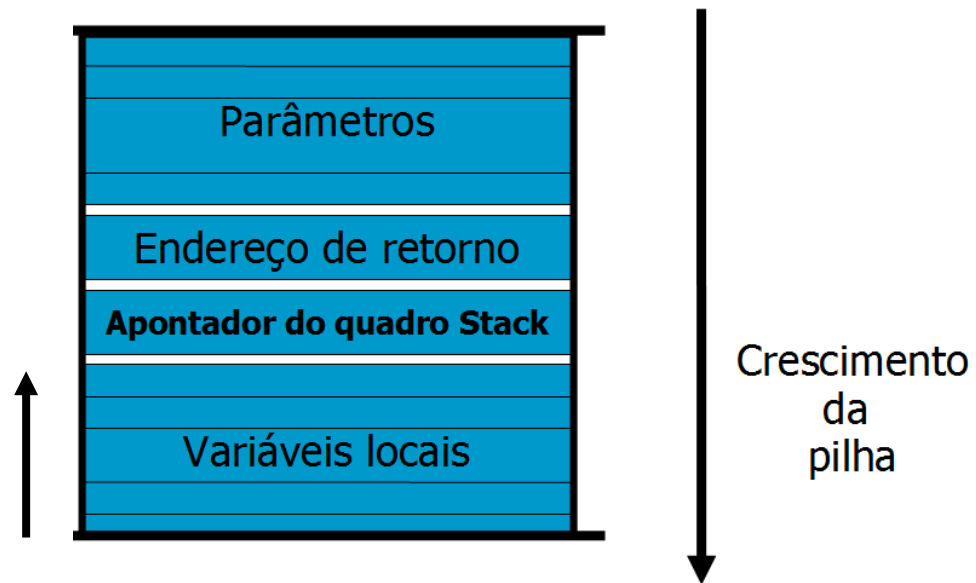 Parâmetros
Endereço de retorno
Apontador do quadro Stack
Variáveis locais
Crescimento
da
pilha